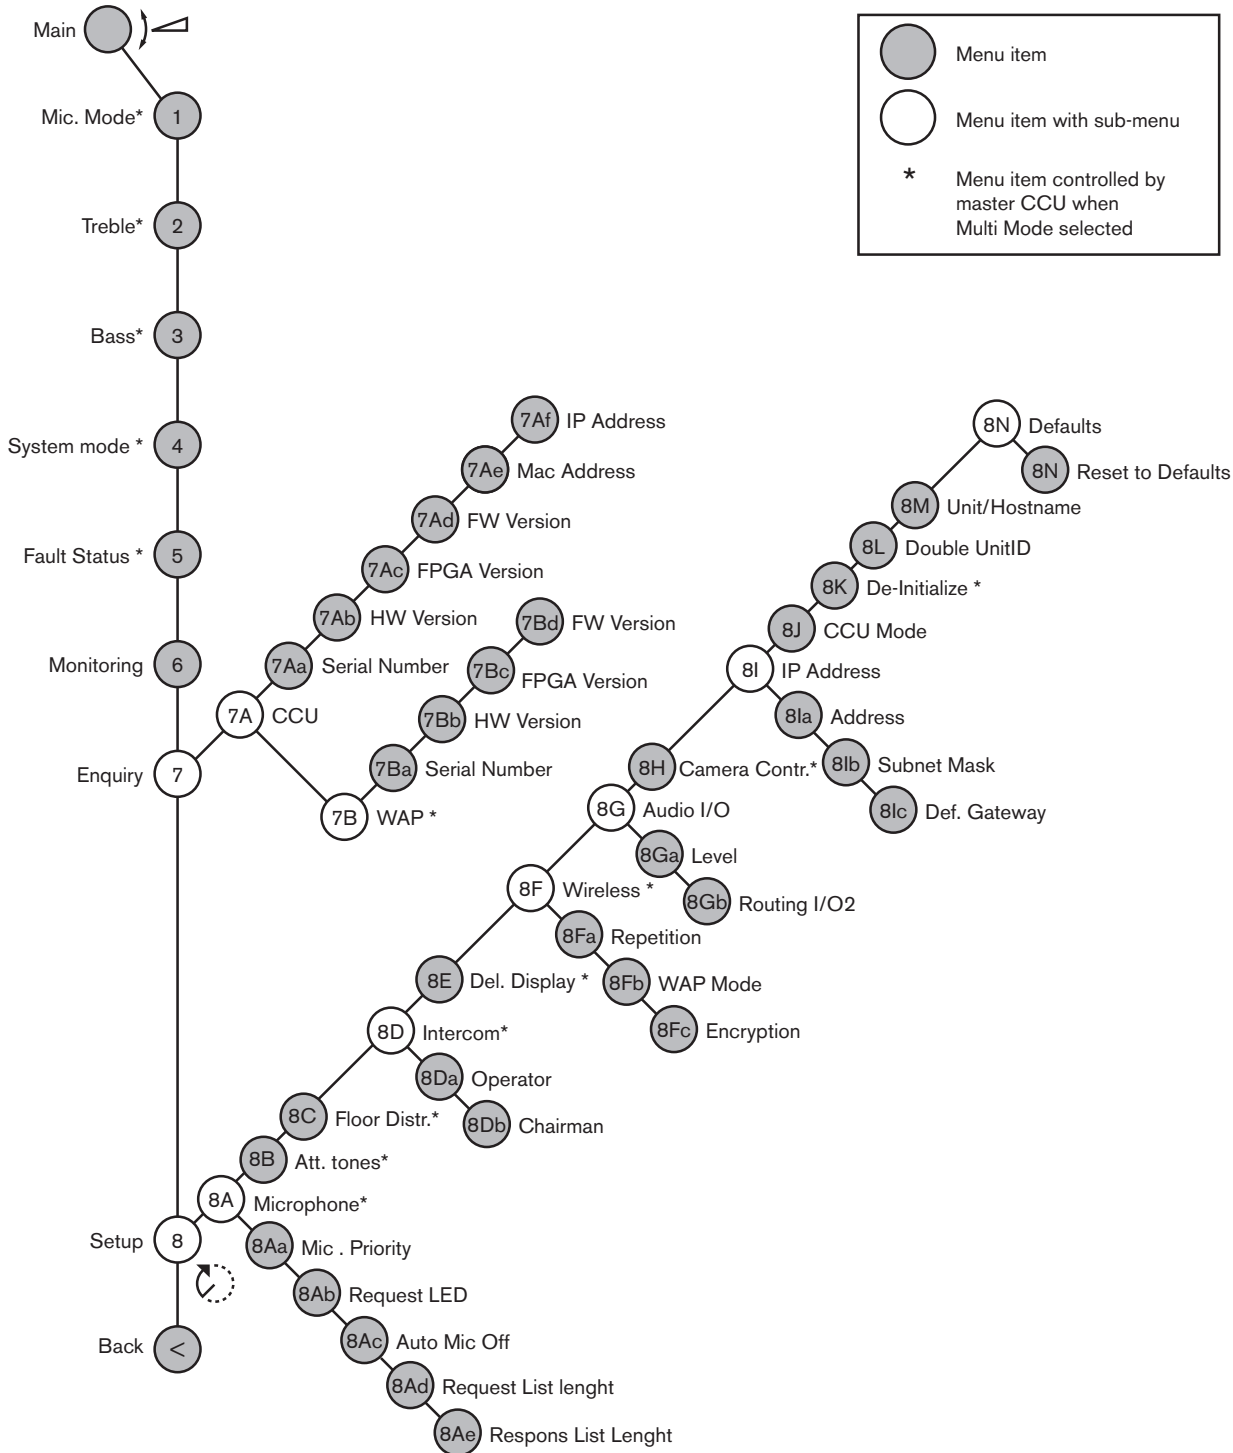 Main
Menu item
Menu item with sub-menu
* Menu item controlled by
master CCU when
Multi Mode selected
Mic. Mode* 1
Treble* 2
Bass* 3
System mode * 4
Fault Status * 5
Monitoring 6
Enquiry 7
7A CCU
7Aa Serial Number
7Ab HW Version
7Ac FPGA Version
7Ad FW Version
7Ae Mac Address
7Af IP Address
7B WAP *
7Ba Serial Number
7Bb HW Version
7Bc FPGA Version
7Bd FW Version
Setup 8
8A Microphone*
8Aa Mic . Priority
8Ab Request LED
8Ac Auto Mic Off
8Ad Request List lenght
8Ae Respons List Lenght
8B Att. tones*
8C Floor Distr.*
8D Intercom*
8Da Operator
8Db Chairman
8E Del. Display *
8F Wireless *
8Fa Repetition
8Fb WAP Mode
8Fc Encryption
8G Audio I/O
8Ga Level
8Gb Routing I/O2
8H Camera Contr.*
8I IP Address
8Ia Address
8Ib Subnet Mask
8Ic Def. Gateway
8J CCU Mode
8K De-Initialize *
8L Double UnitID
8M Unit/Hostname
8N Defaults
8N Reset to Defaults
Back <